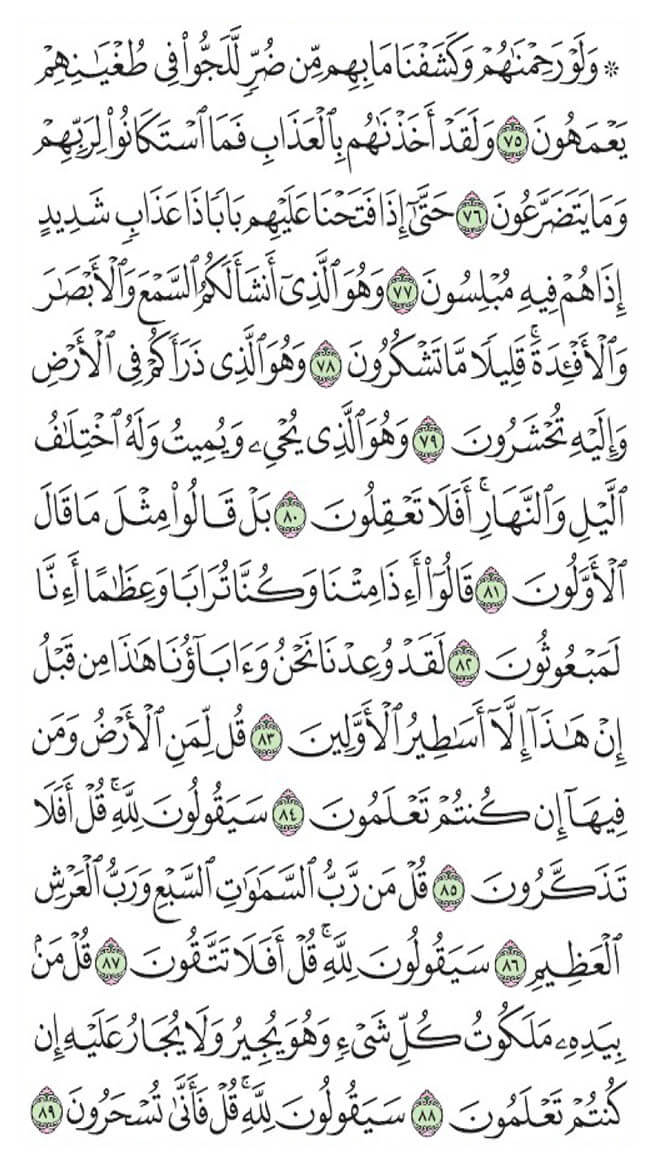 ۞ وَلَوْ رَحِمْنَٰهُمْ وَكَشَفْنَا مَا بِهِم مِّن ضُرٍّ لَّلَجُّوا۟ فِى طُغْيَٰنِهِمْ
يَعْمَهُونَ ٧٥ وَلَقَدْ أَخَذْنَٰهُم بِٱلْعَذَابِ فَمَا ٱسْتَكَانُوا۟ لِرَبِّهِمْ
وَمَا يَتَضَرَّعُونَ ٧٦ حَتَّىٰٓ إِذَا فَتَحْنَا عَلَيْهِم بَابًا ذَا عَذَابٍ شَدِيدٍ
إِذَا هُمْ فِيهِ مُبْلِسُونَ ٧٧ وَهُوَ ٱلَّذِىٓ أَنشَأَ لَكُمُ ٱلسَّمْعَ وَٱلْأَبْصَٰرَ
وَٱلْأَفْـِٔدَةَ ۚ قَلِيلًا مَّا تَشْكُرُونَ ٧٨ وَهُوَ ٱلَّذِى ذَرَأَكُمْ فِى ٱلْأَرْضِ
وَإِلَيْهِ تُحْشَرُونَ ٧٩ وَهُوَ ٱلَّذِى يُحْىِۦ وَيُمِيتُ وَلَهُ ٱخْتِلَٰفُ
ٱلَّيْلِ وَٱلنَّهَارِ ۚ أَفَلَا تَعْقِلُونَ ٨٠ بَلْ قَالُوا۟ مِثْلَ مَا قَالَ
ٱلْأَوَّلُونَ ٨١ قَالُوٓا۟ أَءِذَا مِتْنَا وَكُنَّا تُرَابًا وَعِظَٰمًا أَءِنَّا
لَمَبْعُوثُونَ ٨٢ لَقَدْ وُعِدْنَا نَحْنُ وَءَابَآؤُنَا هَٰذَا مِن قَبْلُ
إِنْ هَٰذَآ إِلَّآ أَسَٰطِيرُ ٱلْأَوَّلِينَ ٨٣ قُل لِّمَنِ ٱلْأَرْضُ وَمَن
فِيهَآ إِن كُنتُمْ تَعْلَمُونَ ٨٤ سَيَقُولُونَ لِلَّهِ ۚ قُلْ أَفَلَا
تَذَكَّرُونَ ٨٥ قُلْ مَن رَّبُّ ٱلسَّمَٰوَٰتِ ٱلسَّبْعِ وَرَبُّ ٱلْعَرْشِ
ٱلْعَظِيمِ ٨٦ سَيَقُولُونَ لِلَّهِ ۚ قُلْ أَفَلَا تَتَّقُونَ ٨٧ قُلْ مَنۢ
بِيَدِهِۦ مَلَكُوتُ كُلِّ شَىْءٍ وَهُوَ يُجِيرُ وَلَا يُجَارُ عَلَيْهِ إِن
كُنتُمْ تَعْلَمُونَ ٨٨ سَيَقُولُونَ لِلَّهِ ۚ قُلْ فَأَنَّىٰ تُسْحَرُونَ ٨٩